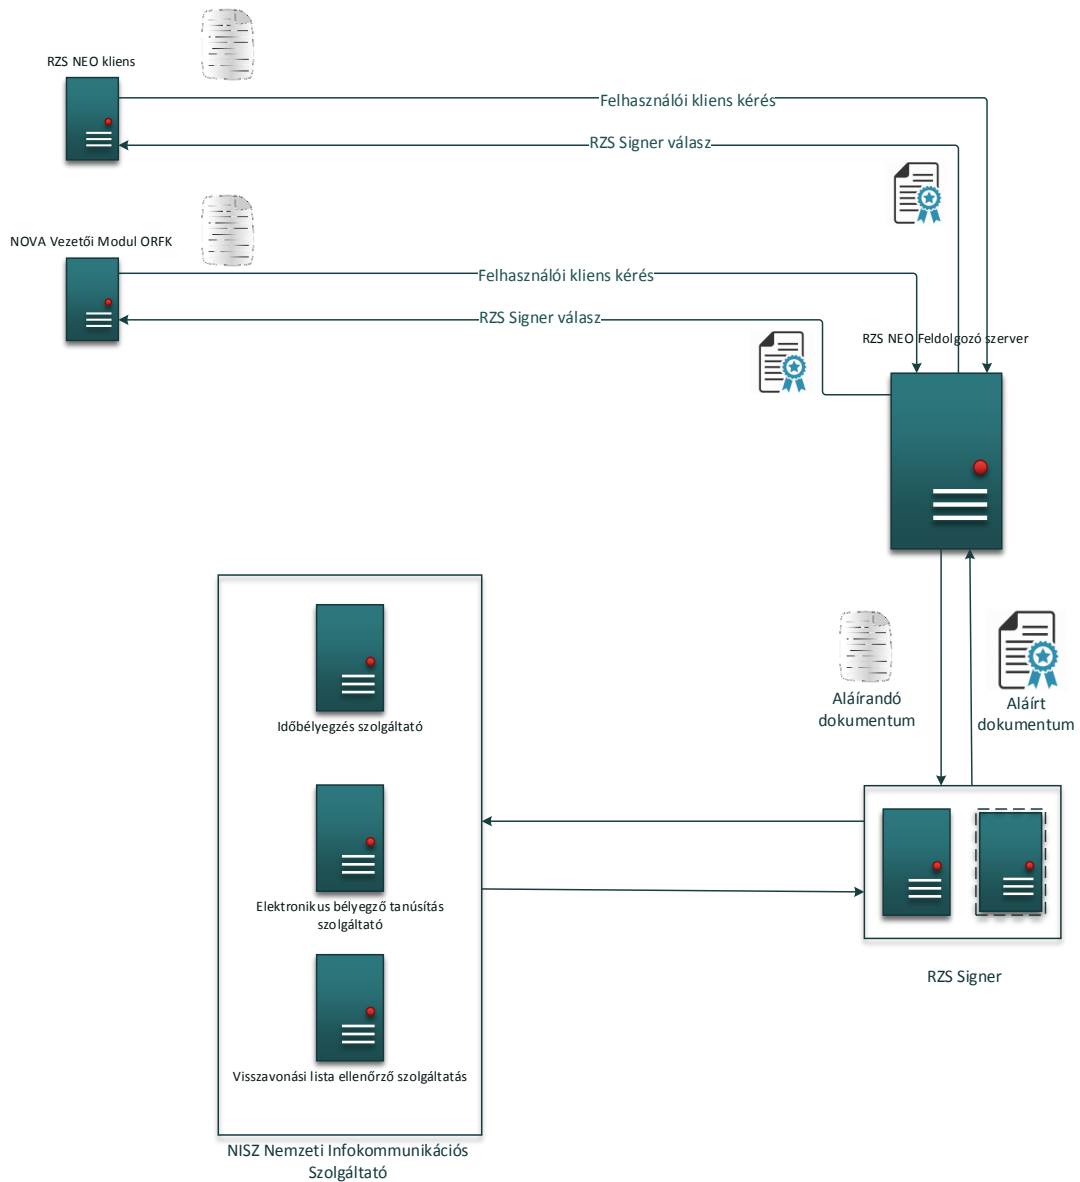 RZS NEO kliens
Felhasználói kliens kérés
RZS Signer válasz
NOVA Vezetői Modul ORFK
Felhasználói kliens kérés
RZS Signer válasz
RZS NEO Feldolgozó szerver
Időbélyegzés szolgáltató
Aláírandó
dokumentum
Aláírt
dokumentum
Elektronikus bélyegző tanúsítás
szolgáltató
RZS Signer
Visszavonási lista ellenőrző szolgáltatás
NISZ Nemzeti Infokommunikációs
Szolgáltató